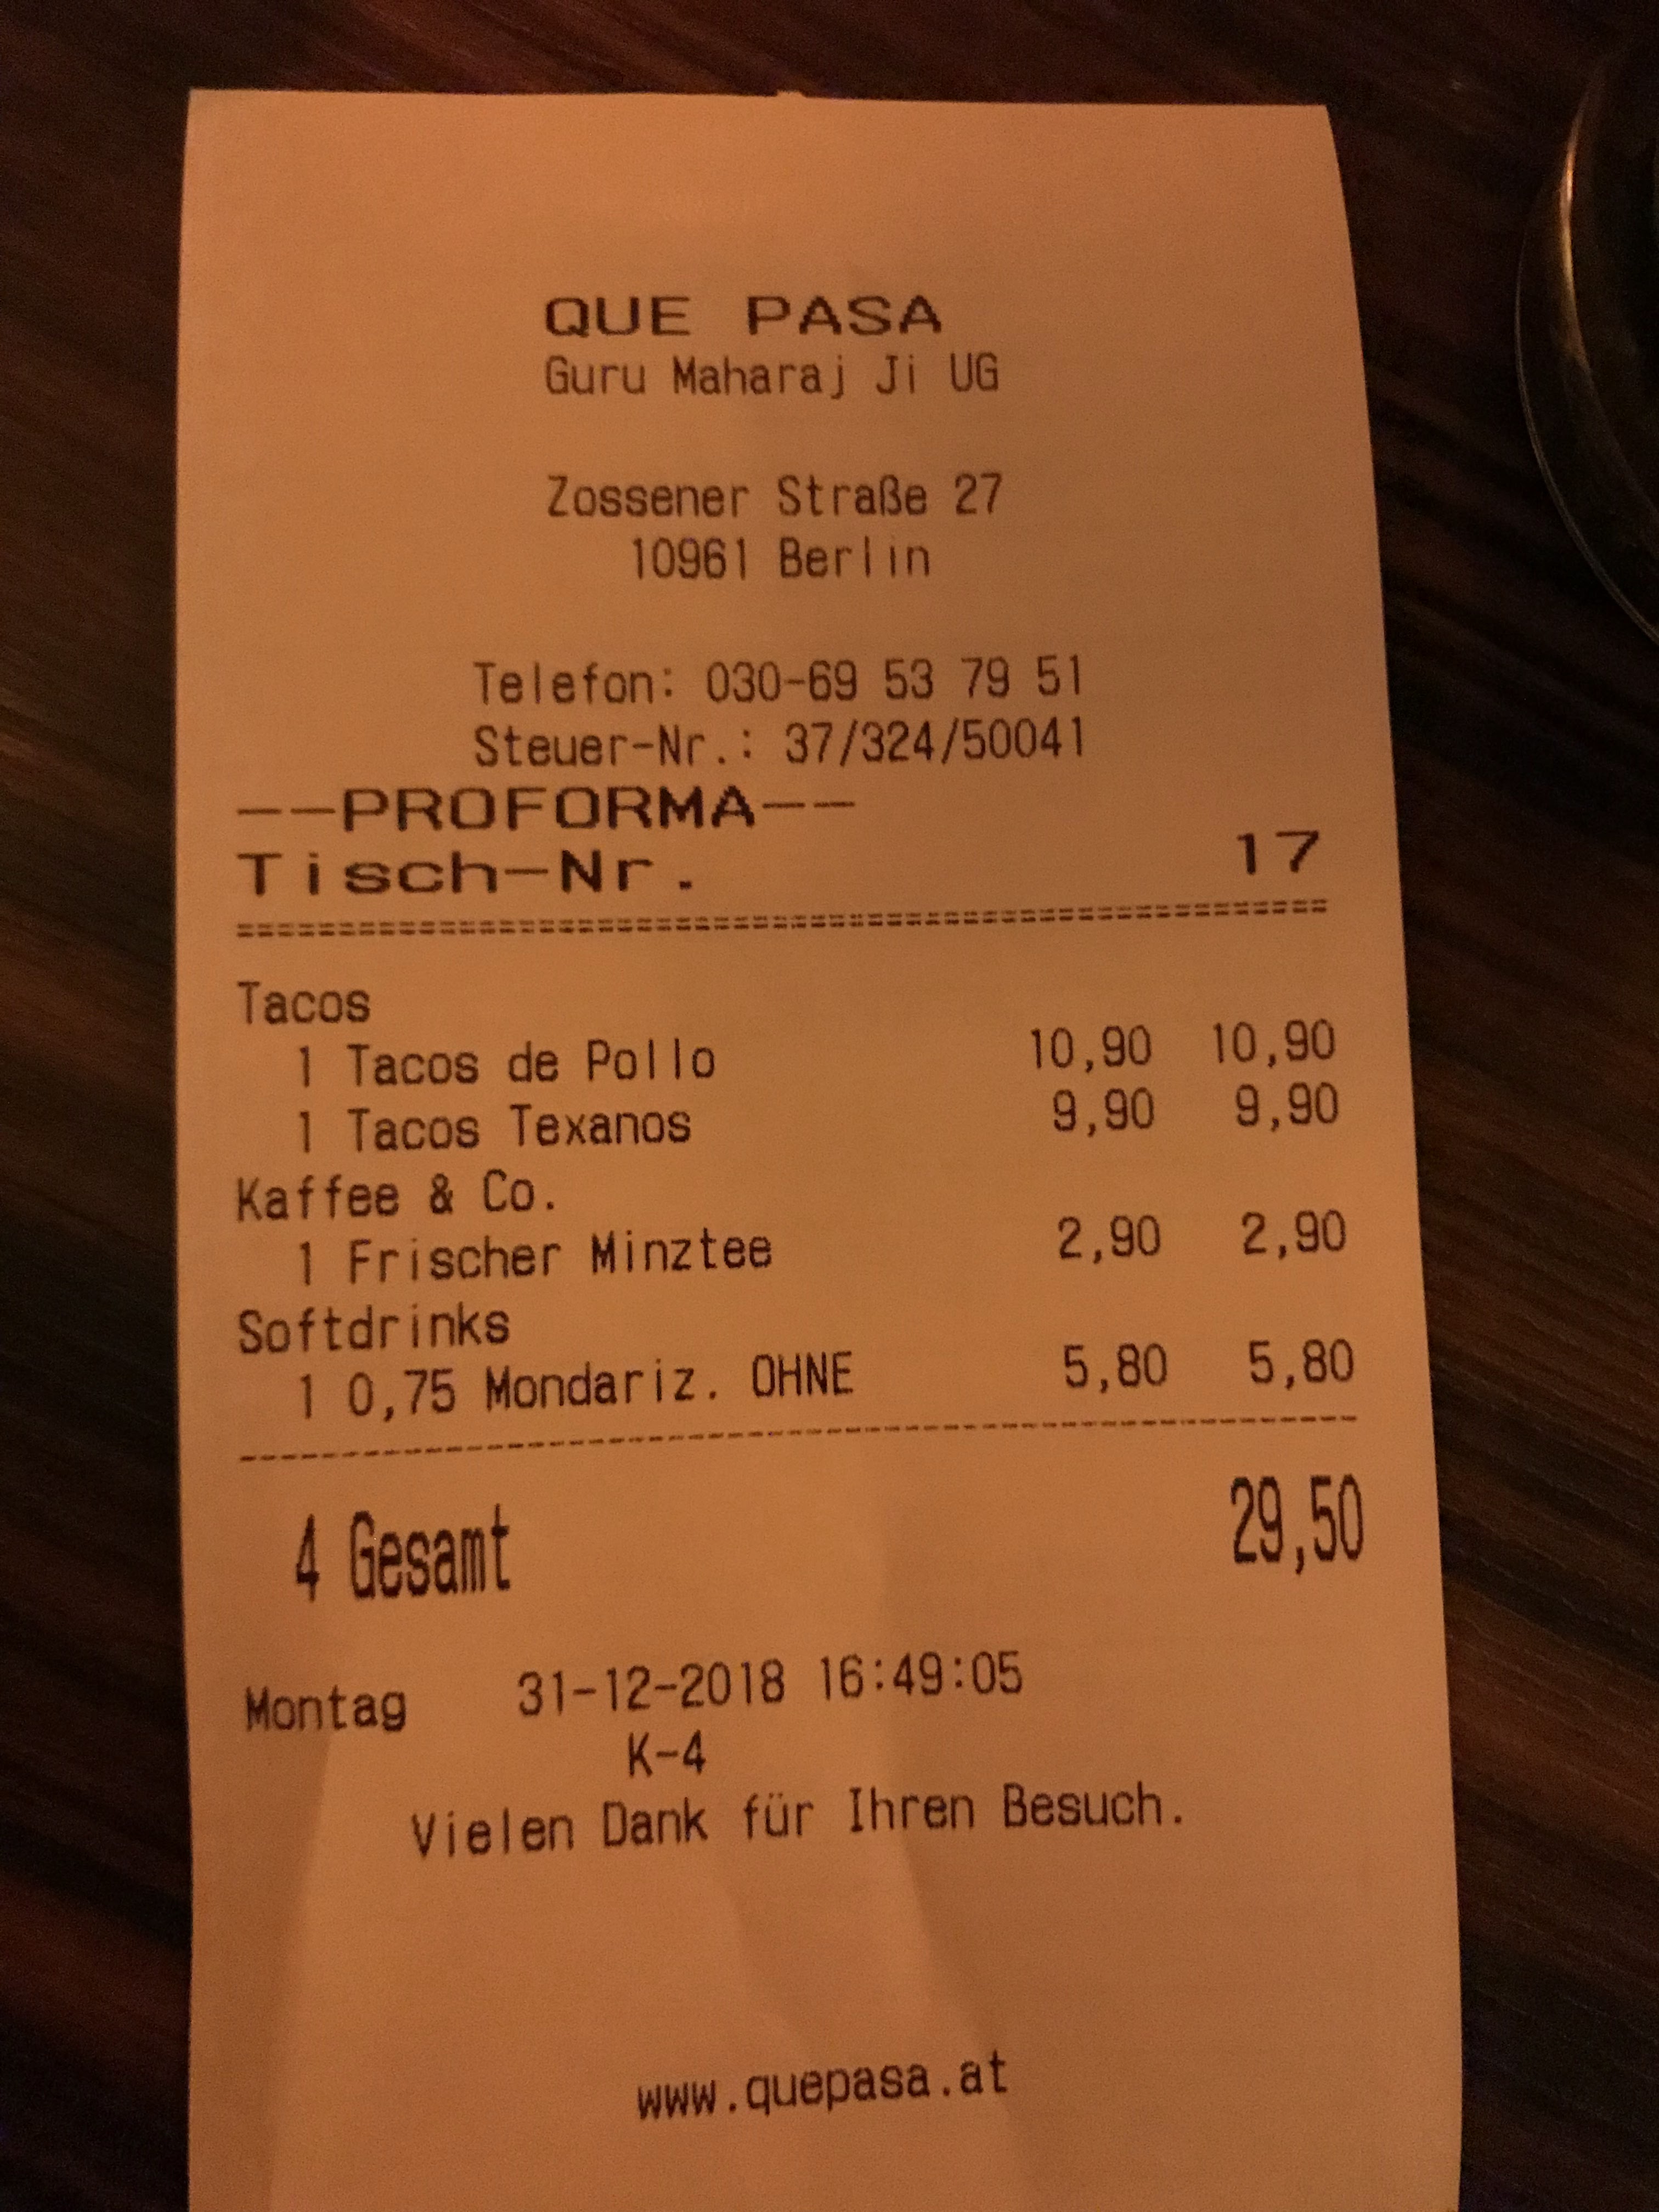 QUE PASA
Guru Maharaj Ji UG
Zossener Straße 27
10961 Berlin
Telefon: 030-69 53 79 51
Steuer-Nr.: 37/324/50041
--PROFORMA--
Tisch-Nr. 17
Tacos
1 Tacos de Pollo 10,90 10,90
1 Tacos Texanos 9,90 9,90
Kaffee & Co.
1 Frischer Minztee 2,90 2,90
Softdrinks
1 0,75 Mondariz. OHNE 5,80 5,80
4 Gesamt 29,50
Montag 31-12-2018 16:49:05
K-4
Vielen Dank für Ihren Besuch.
www.quepasa.at